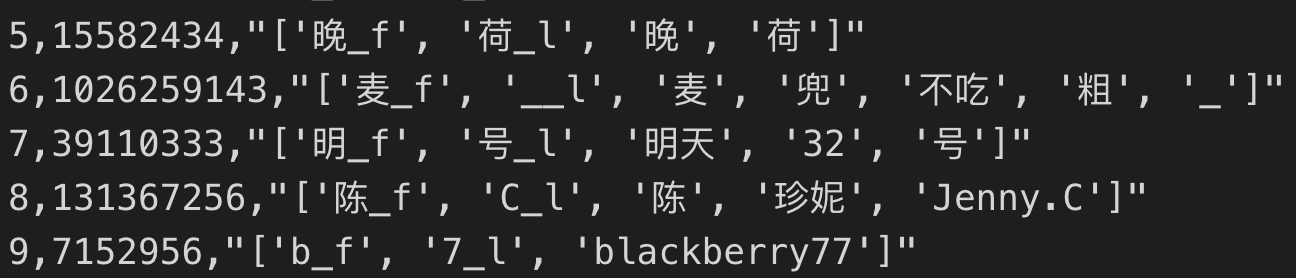 5,15582434,"['晚_f', '荷_l', '晚', '荷']"
6,1026259143,"['麦_f', '__l', '麦', '兜', '不吃', '粗', '_']"
7,39110333,"['明_f', '号_l', '明天', '32', '号']"
8,131367256,"['陈_f', 'C_l', '陈', '珍妮', 'Jenny.C']"
9,7152956,"['b_f', '7_l', 'blackberry77']"